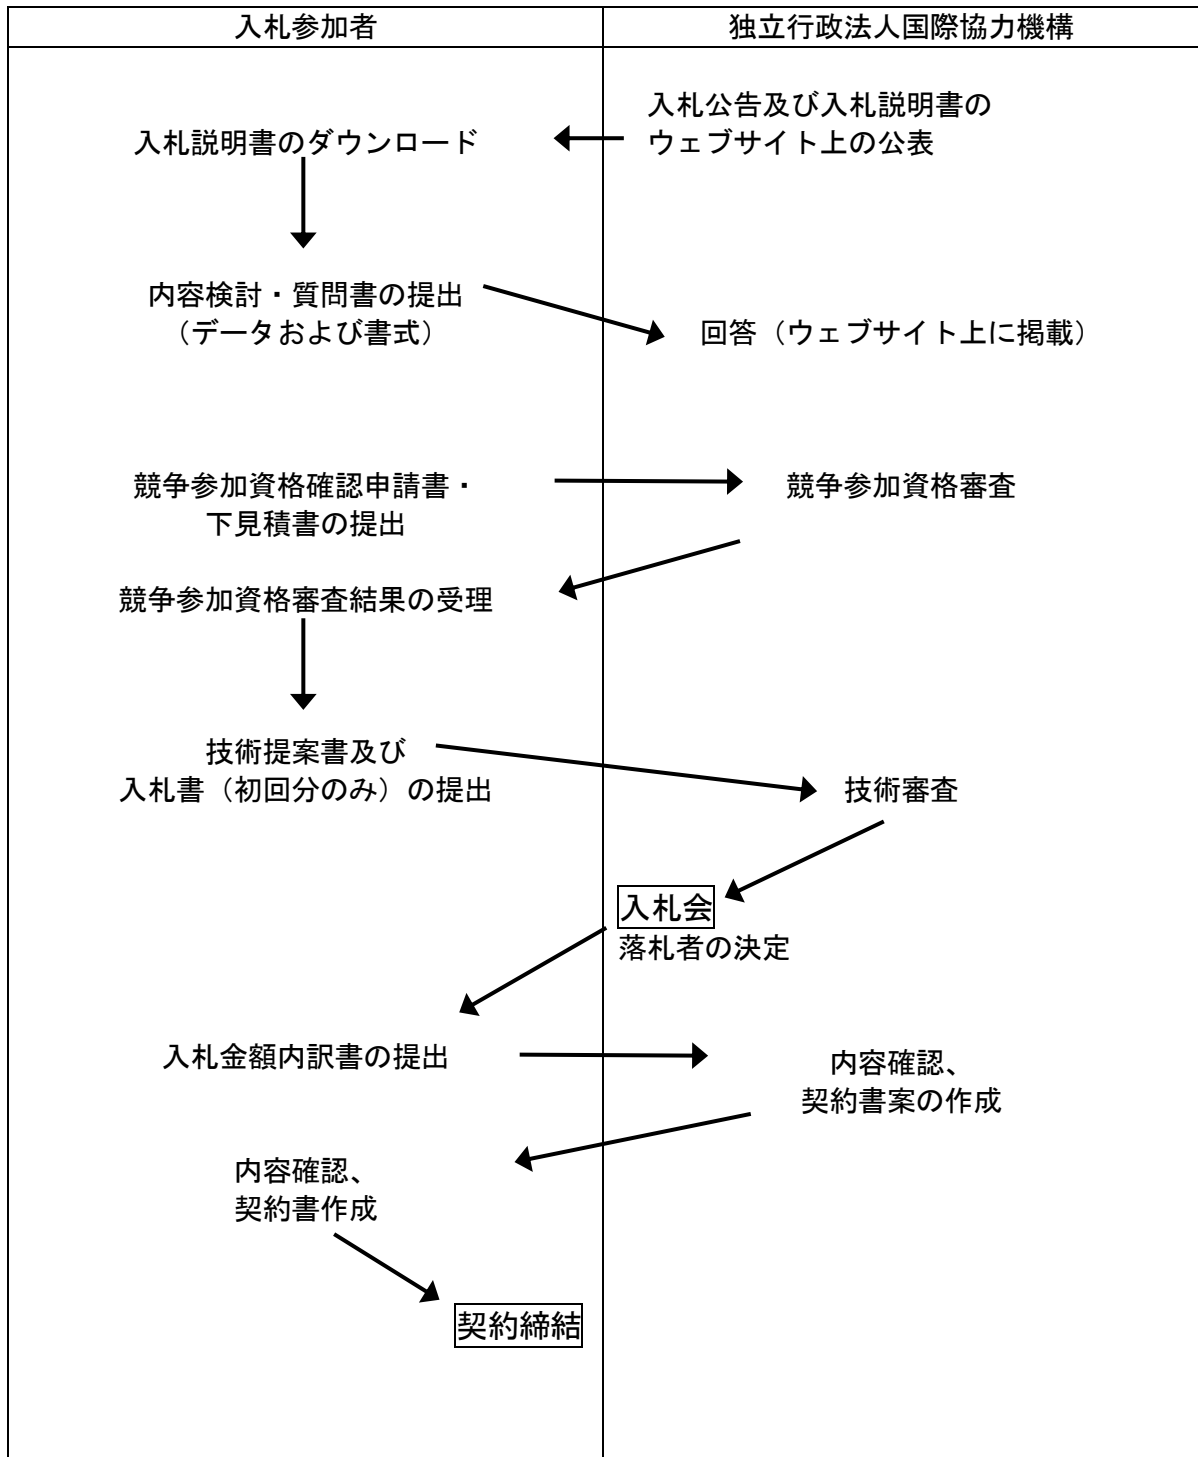 入札参加者
独立行政法人国際協力機構
入札公告及び入札説明書の
ウェブサイト上の公表
入札説明書のダウンロード
内容検討・質問書の提出
（データおよび書式）
回答（ウェブサイト上に掲載）
競争参加資格確認申請書・
下見積書の提出
競争参加資格審査
競争参加資格審査結果の受理
技術提案書及び
入札書（初回分のみ）の提出
技術審査
入札会
落札者の決定
入札金額内訳書の提出
内容確認、
契約書案の作成
内容確認、
契約書作成
契約締結